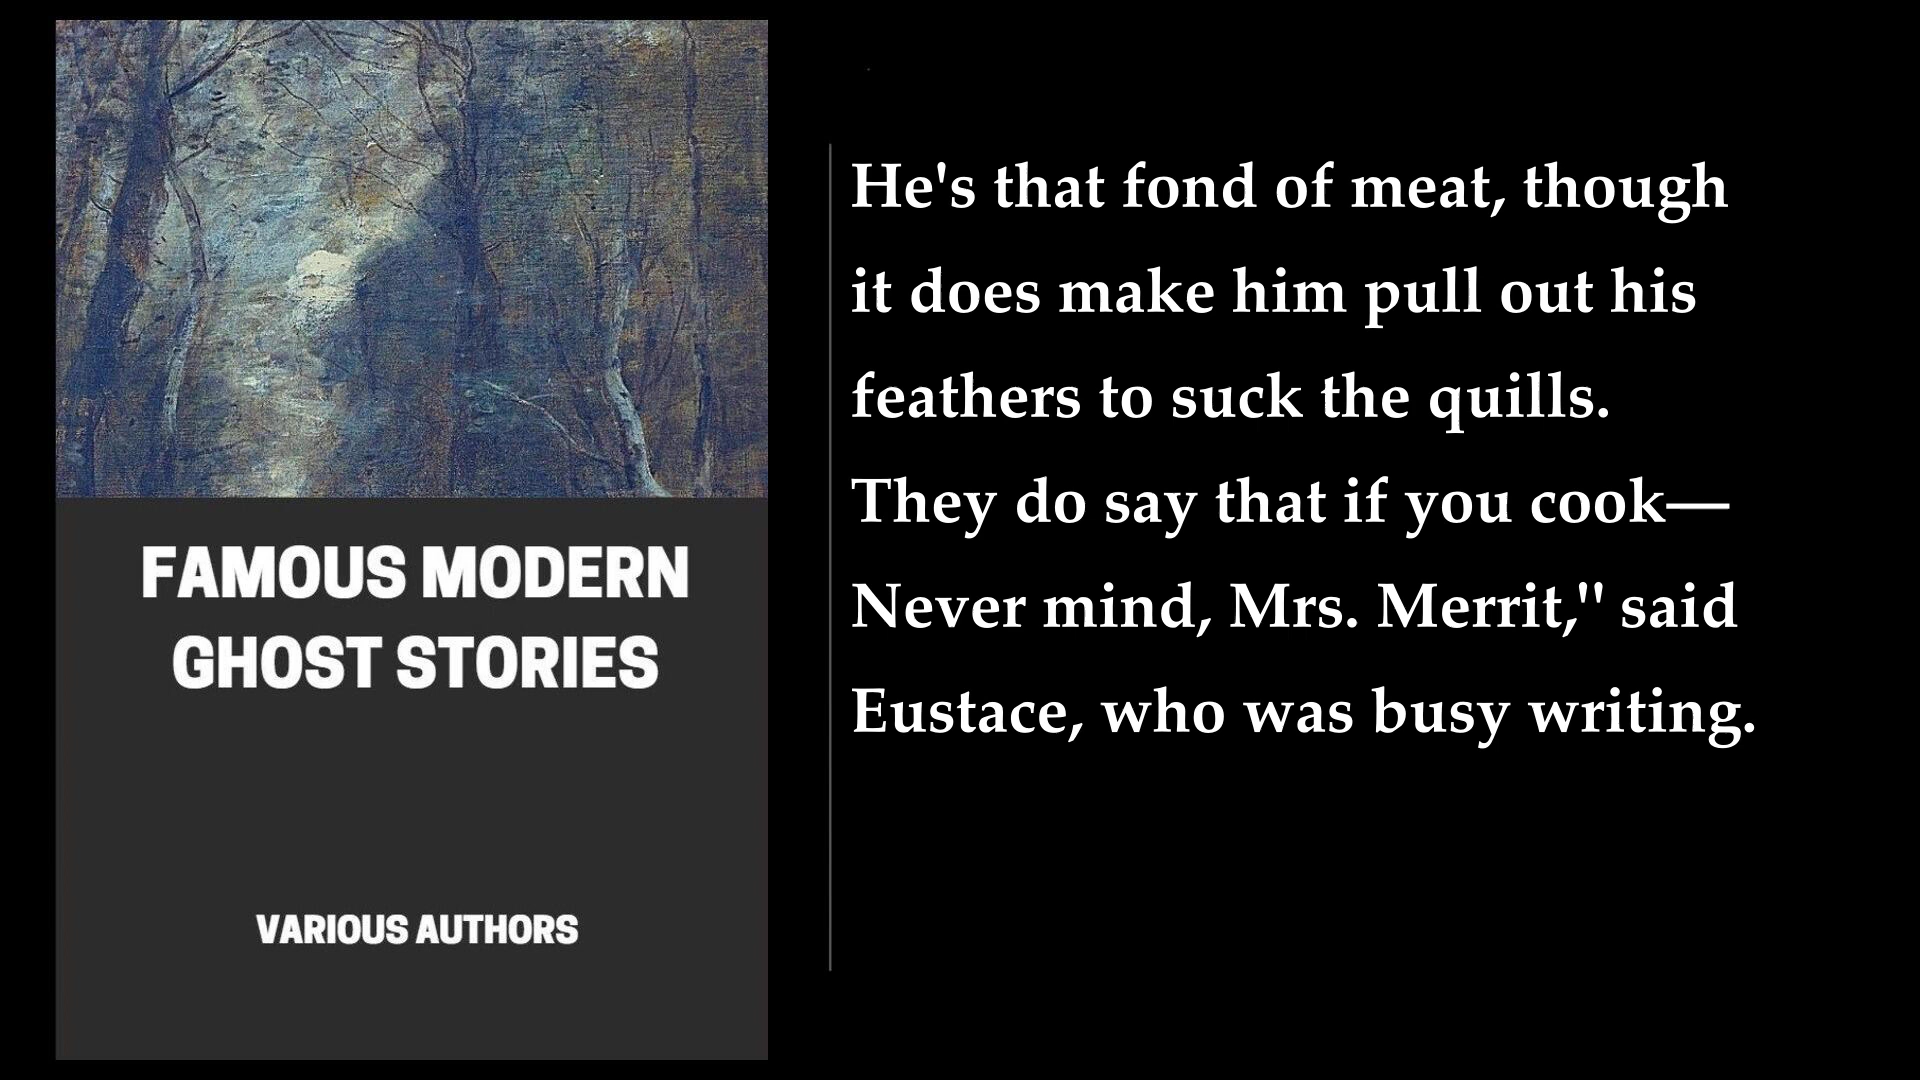 FAMOUS MODERN
GHOST STORIES
VARIOUS AUTHORS
He's that fond of meat, though
it does make him pull out his
feathers to suck the quills.
They do say that if you cook—
Never mind, Mrs. Merrit," said
Eustace, who was busy writing.